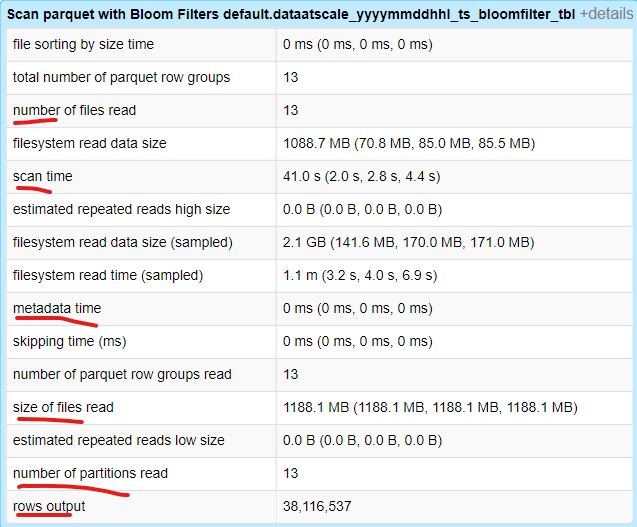 Scan parquet with Bloom Filters default.dataatscale_yyyymmddhhl_ts_bloomfilter_tbl +details
file sorting by size time 0 ms (0 ms, 0 ms, 0 ms)
total number of parquet row groups 13
number of files read 13
filesystem read data size 1088.7 MB (70.8 MB, 85.0 MB, 85.5 MB)
scan time 41.0 s (2.0 s, 2.8 s, 4.4 s)
estimated repeated reads high size 0.0 B (0.0 B, 0.0 B, 0.0 B)
filesystem read data size (sampled) 2.1 GB (141.6 MB, 170.0 MB, 171.0 MB)
filesystem read time (sampled) 1.1 m (3.2 s, 4.0 s, 6.9 s)
metadata time 0 ms (0 ms, 0 ms, 0 ms)
skipping time (ms) 0 ms (0 ms, 0 ms, 0 ms)
number of parquet row groups read 13
size of files read 1188.1 MB (1188.1 MB, 1188.1 MB, 1188.1 MB)
estimated repeated reads low size 0.0 B (0.0 B, 0.0 B, 0.0 B)
number of partitions read 13
rows output 38,116,537